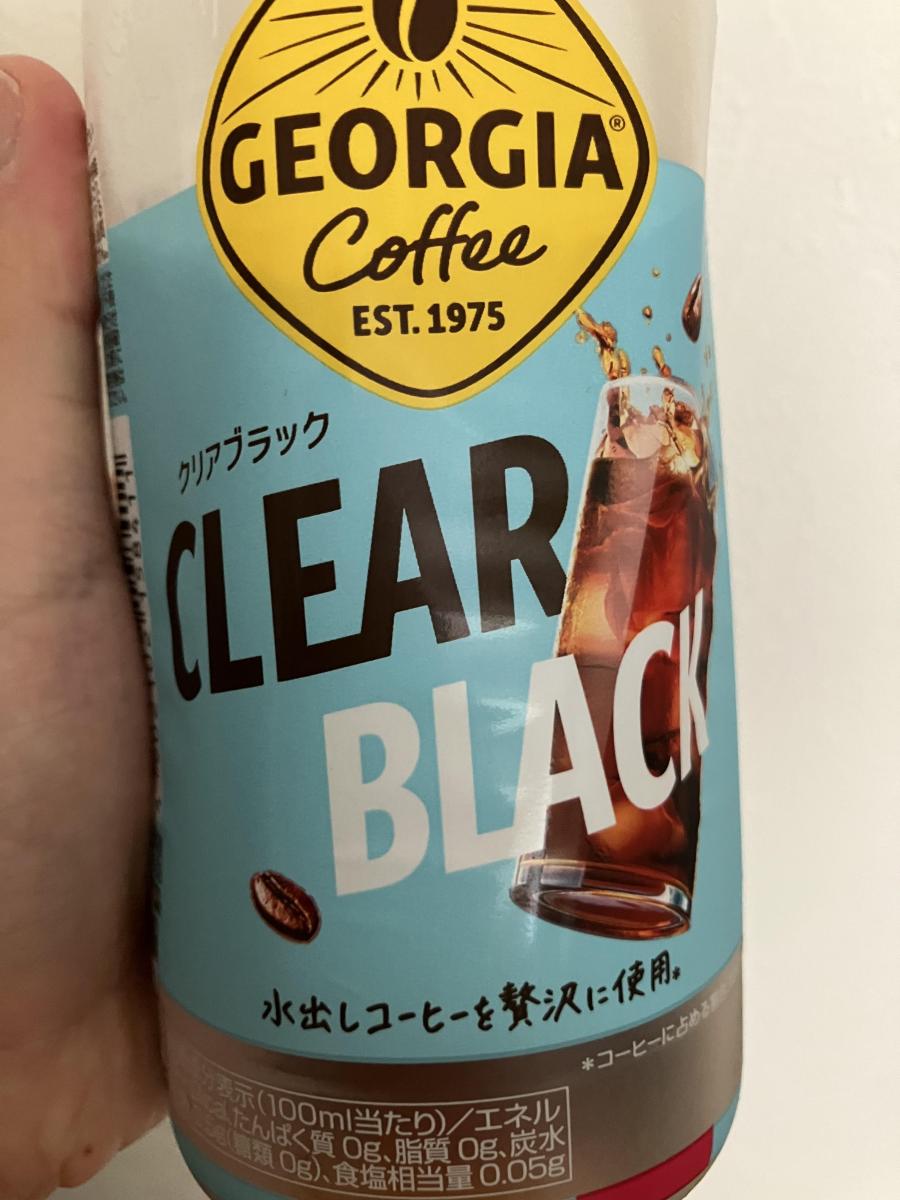 GEORGIA®
Coffee
EST. 1975
クリアブラック
CLEAR
BLACK
水出しコーヒーを贅沢に使用。*
*コーヒーに占める
表示(100ml当たり)/エネル
たんぱく質 0g、脂質 0g、炭水
(糖類 0g)、食塩相当量 0.05g